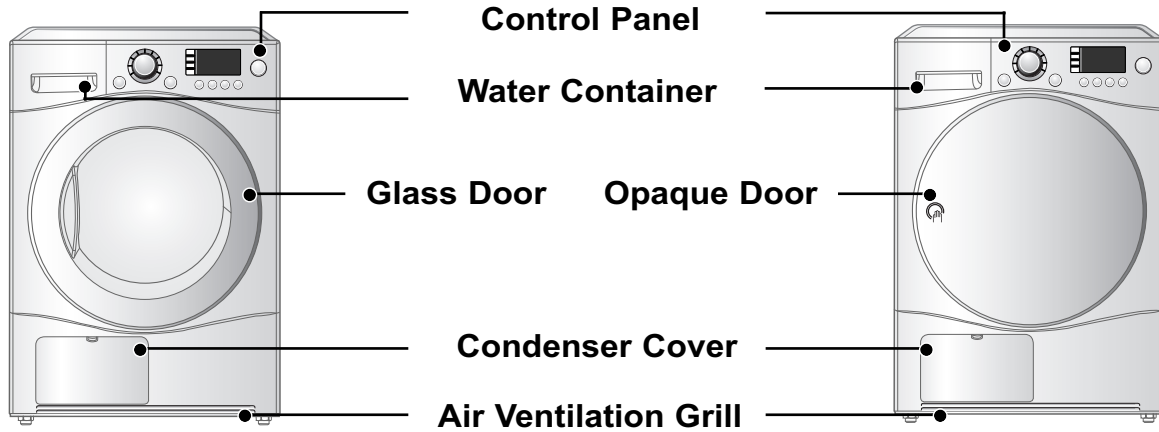 Control Panel
Water Container
Glass Door
Opaque Door
Condenser Cover
Air Ventilation Grill